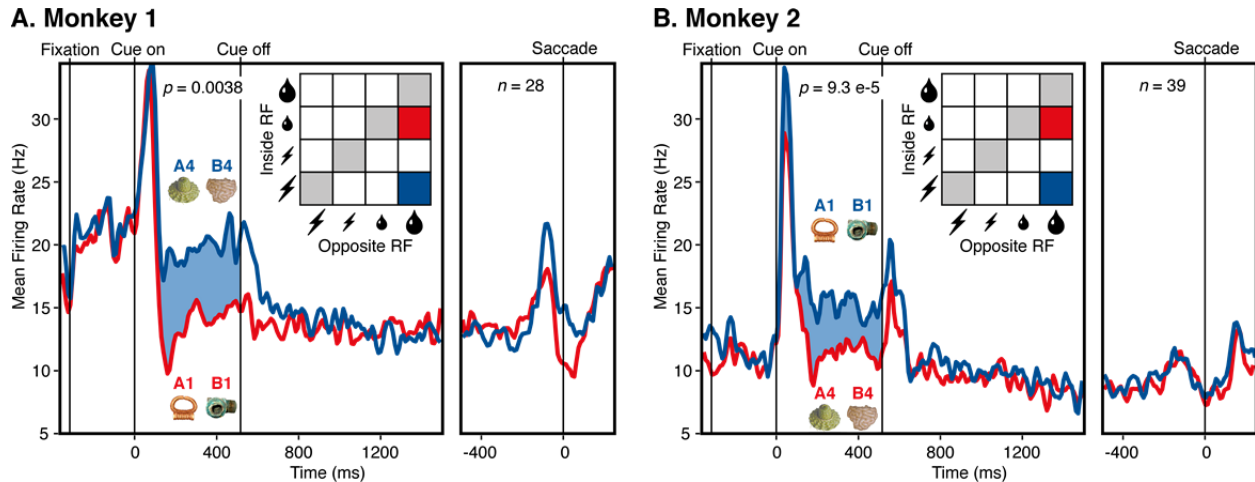 A. Monkey 1
Fixation Cue on Cue off Saccade
p = 0.0038
n = 28
Mean Firing Rate (Hz)
30
25
20
15
10
5
A4 B4
A1 B1
Inside RF
Opposite RF
0 400 800 1200
Time (ms)
-400 0
B. Monkey 2
Fixation Cue on Cue off Saccade
p = 9.3 e-5
n = 39
Mean Firing Rate (Hz)
30
25
20
15
10
5
A1 B1
A4 B4
Inside RF
Opposite RF
0 400 800 1200
Time (ms)
-400 0